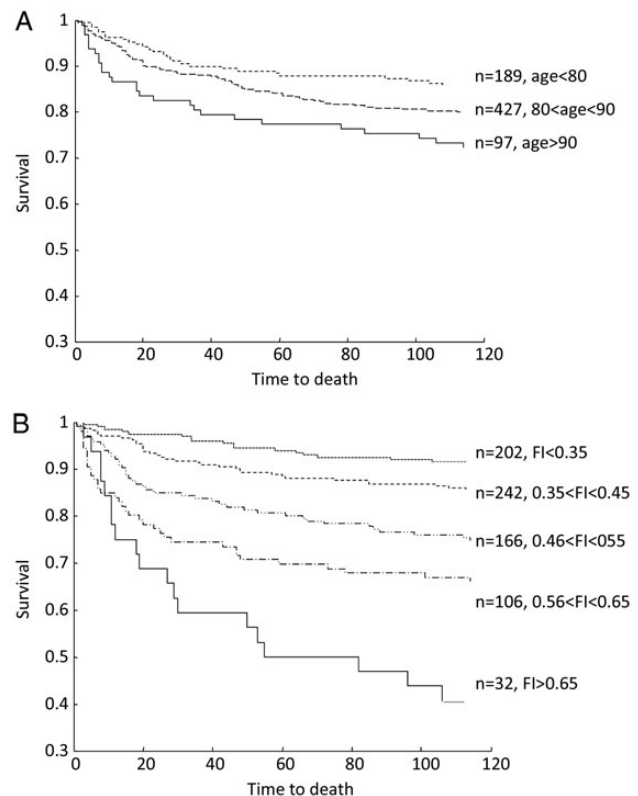 A
1
0.9
0.8
0.7
0.6
0.5
0.4
0.3
Survival
0 20 40 60 80 100 120
Time to death
n=189, age<80
n=427, 80<age<90
n=97, age>90
B
1
0.9
0.8
0.7
0.6
0.5
0.4
0.3
Survival
0 20 40 60 80 100 120
Time to death
n=202, FI<0.35
n=242, 0.35<FI<0.45
n=166, 0.46<FI<055
n=106, 0.56<FI<0.65
n=32, FI>0.65